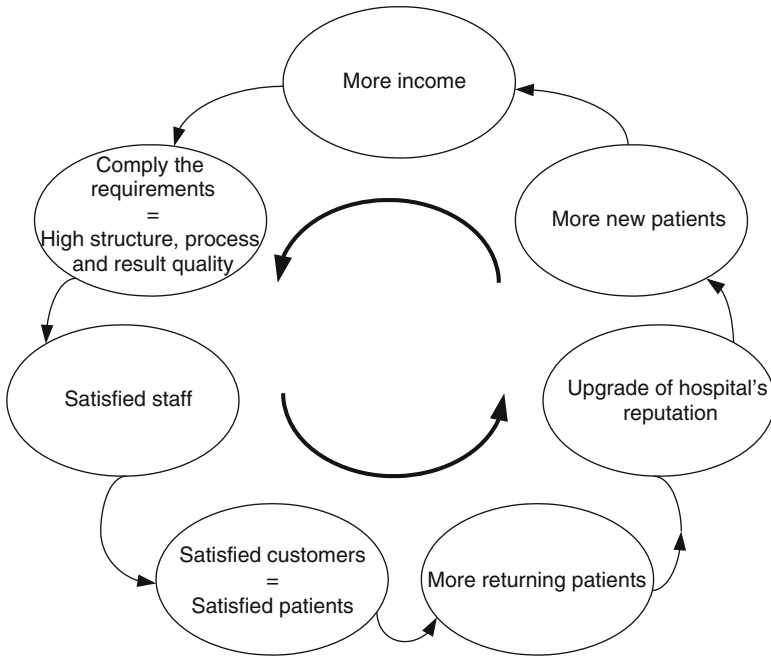 More income
Comply the
requirements
=
High structure, process
and result quality
Satisfied staff
Satisfied customers
=
Satisfied patients
More returning patients
Upgrade of hospital's
reputation
More new patients